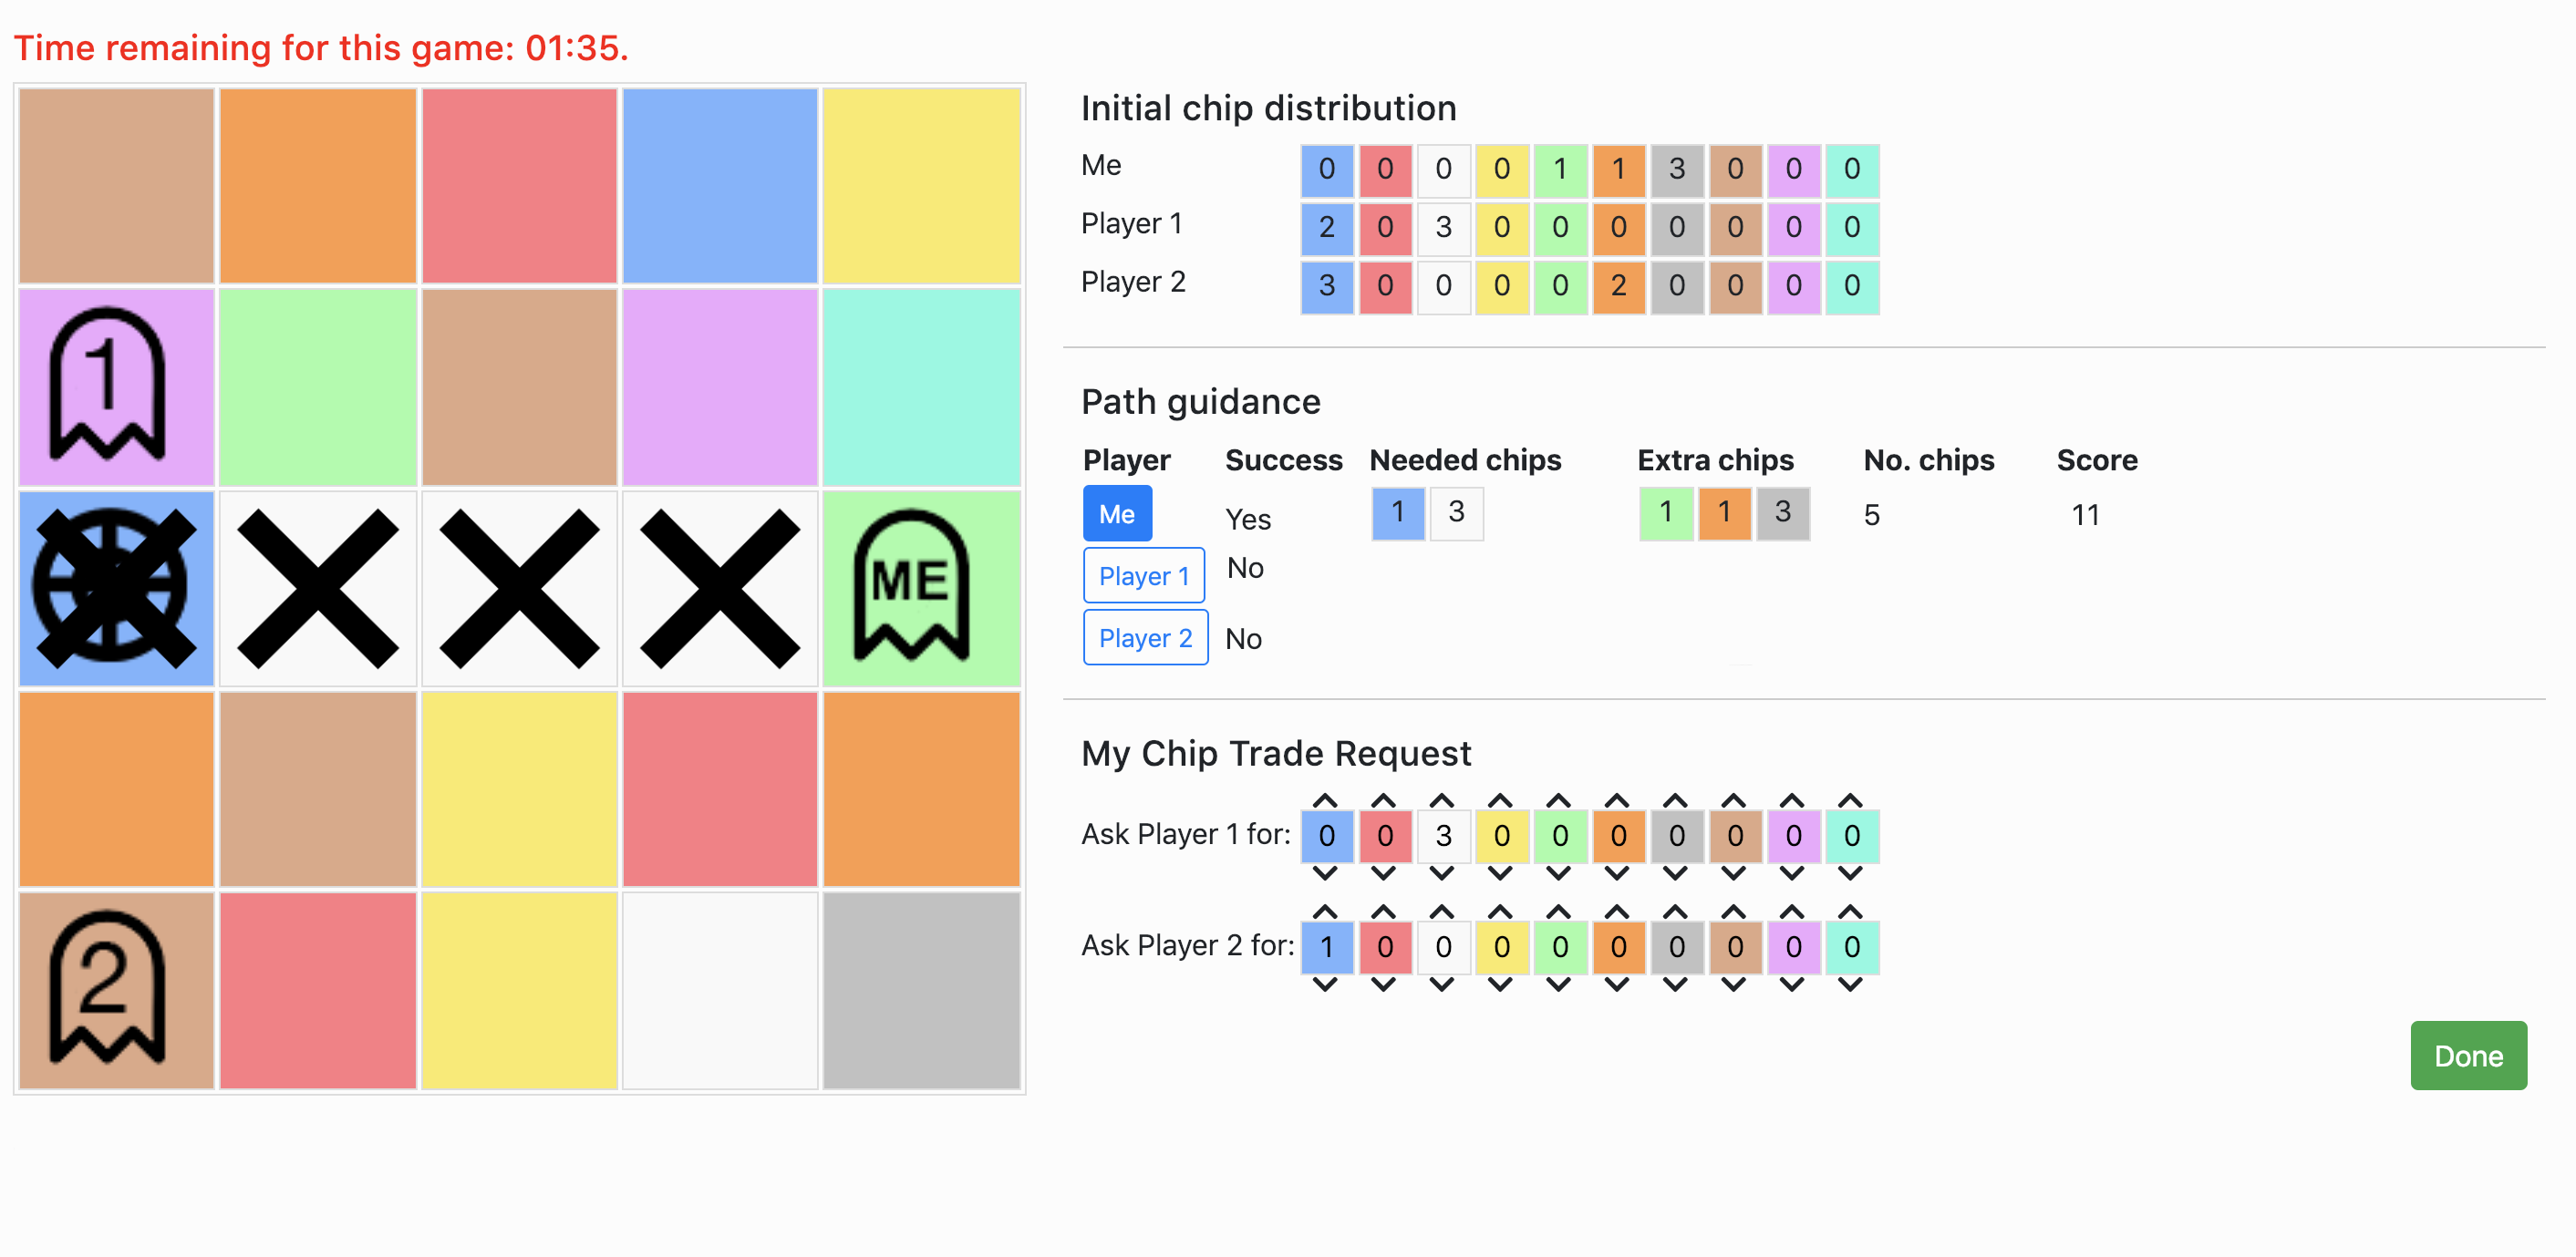 Time remaining for this game: 01:35.
1
ME
2
Initial chip distribution
Me 0 0 0 0 1 1 3 0 0 0
Player 1 2 0 3 0 0 0 0 0 0 0
Player 2 3 0 0 0 0 2 0 0 0 0
Path guidance
Player Success Needed chips Extra chips No. chips Score
Me Yes 1 3 1 1 3 5 11
Player 1 No
Player 2 No
My Chip Trade Request
Ask Player 1 for: 0 0 3 0 0 0 0 0 0 0
Ask Player 2 for: 1 0 0 0 0 0 0 0 0 0
Done